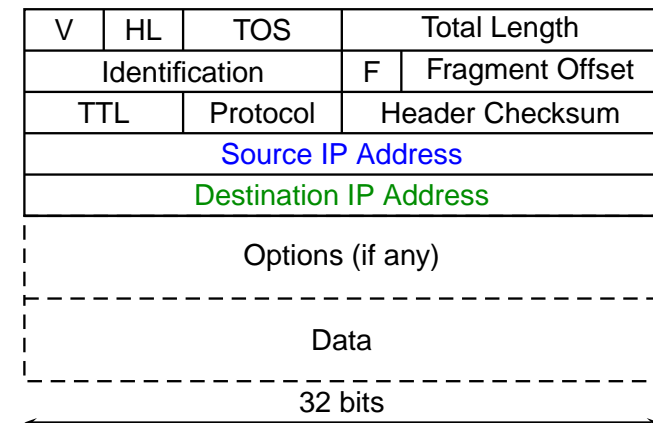 V HL TOS Total Length
Identification F Fragment Offset
TTL Protocol Header Checksum
Source IP Address
Destination IP Address
Options (if any)
Data
32 bits